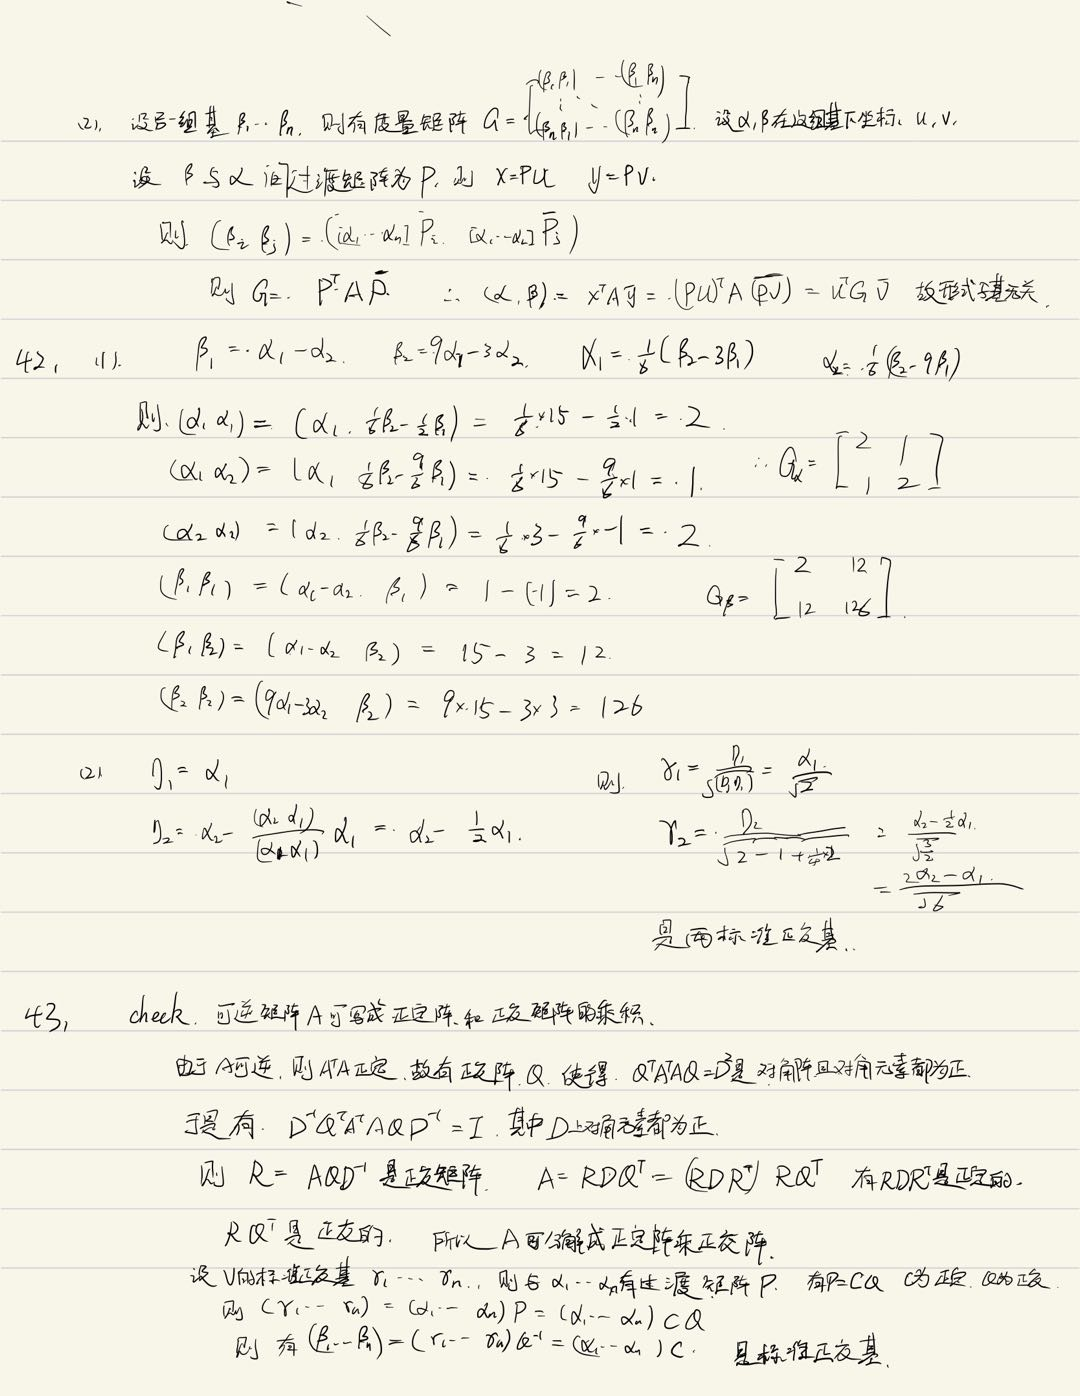 (2). 设另一组基 β₁…βₙ, 则有度量矩阵 G = [(β₁β₁) … (β₁βₙ) ⋮ ⋱ ⋮ (βₙβ₁) … (βₙβₙ)]. 设α,β在这组基下坐标. u, v.
设 β 与 α 间过渡矩阵为 P. 则 x=Pu y=Pv.
则 (βᵢ βⱼ) = ([α₁…αₙ] Pᵢ. [α₁…αₙ] P̄ⱼ)
则 G = PᵀAP̄. ∴ (α,β) = xᵀAȳ = (Pu)ᵀA(P̄v̄) = uᵀG v̄ 故形式与基无关.
42, (1). β₁ = α₁-α₂. β₂=9α₁-3α₂. α₁ = 1/6(β₂-3β₁) α₂ = 1/6(β₂-9β₁)
则. (α₁ α₁) = (α₁. 1/6β₂-1/2β₁) = 1/6×15 - 1/2·1 = 2.
(α₁ α₂) = (α₁ 1/6β₂-9/6β₁) = 1/6×15 - 9/6×1 = 1. ∴ Gα = [2 1 1 2]
(α₂ α₂) = (α₂. 1/6β₂-9/6β₁) = 1/6×3 - 9/6×-1 = 2.
(β₁ β₁) = (α₁-α₂. β₁) = 1-(-1) = 2. Gβ = [2 12 12 126].
(β₁ β₂) = (α₁-α₂ β₂) = 15-3 = 12.
(β₂ β₂) = (9α₁-3α₂ β₂) = 9×15-3×3 = 126
(2) η₁ = α₁ 则. γ₁ = η₁/√(η₁η₁) = α₁/√2.
η₂ = α₂ - (α₂ α₁)/(α₁ α₁) α₁ = α₂ - 1/2 α₁. γ₂ = η₂/√(2-1+1/4×2) = (α₂-1/2α₁)/√(3/2)
= (2α₂-α₁)/√6
是两标准正交基..
43, check. 可逆矩阵A可写成正定阵和正交矩阵的乘积.
由于A可逆, 则AᵀA正定, 故有正交阵Q. 使得 QᵀAᵀAQ=D²是对角阵且对角元素都为正.
于是有. D⁻¹QᵀAᵀAQD⁻¹=I. 其中D上对角元素都为正.
则 R = AQD⁻¹ 是正交矩阵. A = RDQᵀ = (RDRᵀ) RQᵀ 有RDRᵀ是正定的.
RQᵀ是正交的. 所以A可分解成正定阵乘正交阵.
设V的标准正交基 γ₁…γₙ, 则与α₁…αₙ有过渡矩阵P. 有P=CQ C为正定. Q为正交.
则 (γ₁…γₙ) = (α₁…αₙ)P = (α₁…αₙ)CQ
则有 (β₁…βₙ) = (γ₁…γₙ)Q⁻¹ = (α₁…αₙ)C. 是标准正交基.